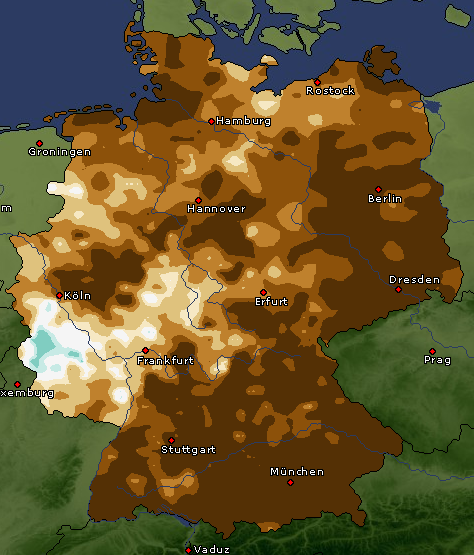 Rostock
Hamburg
Groningen
Berlin
m
Hannover
Dresden
Köln
Erfurt
Frankfurt
Prag
xemburg
Stuttgart
München
Vaduz